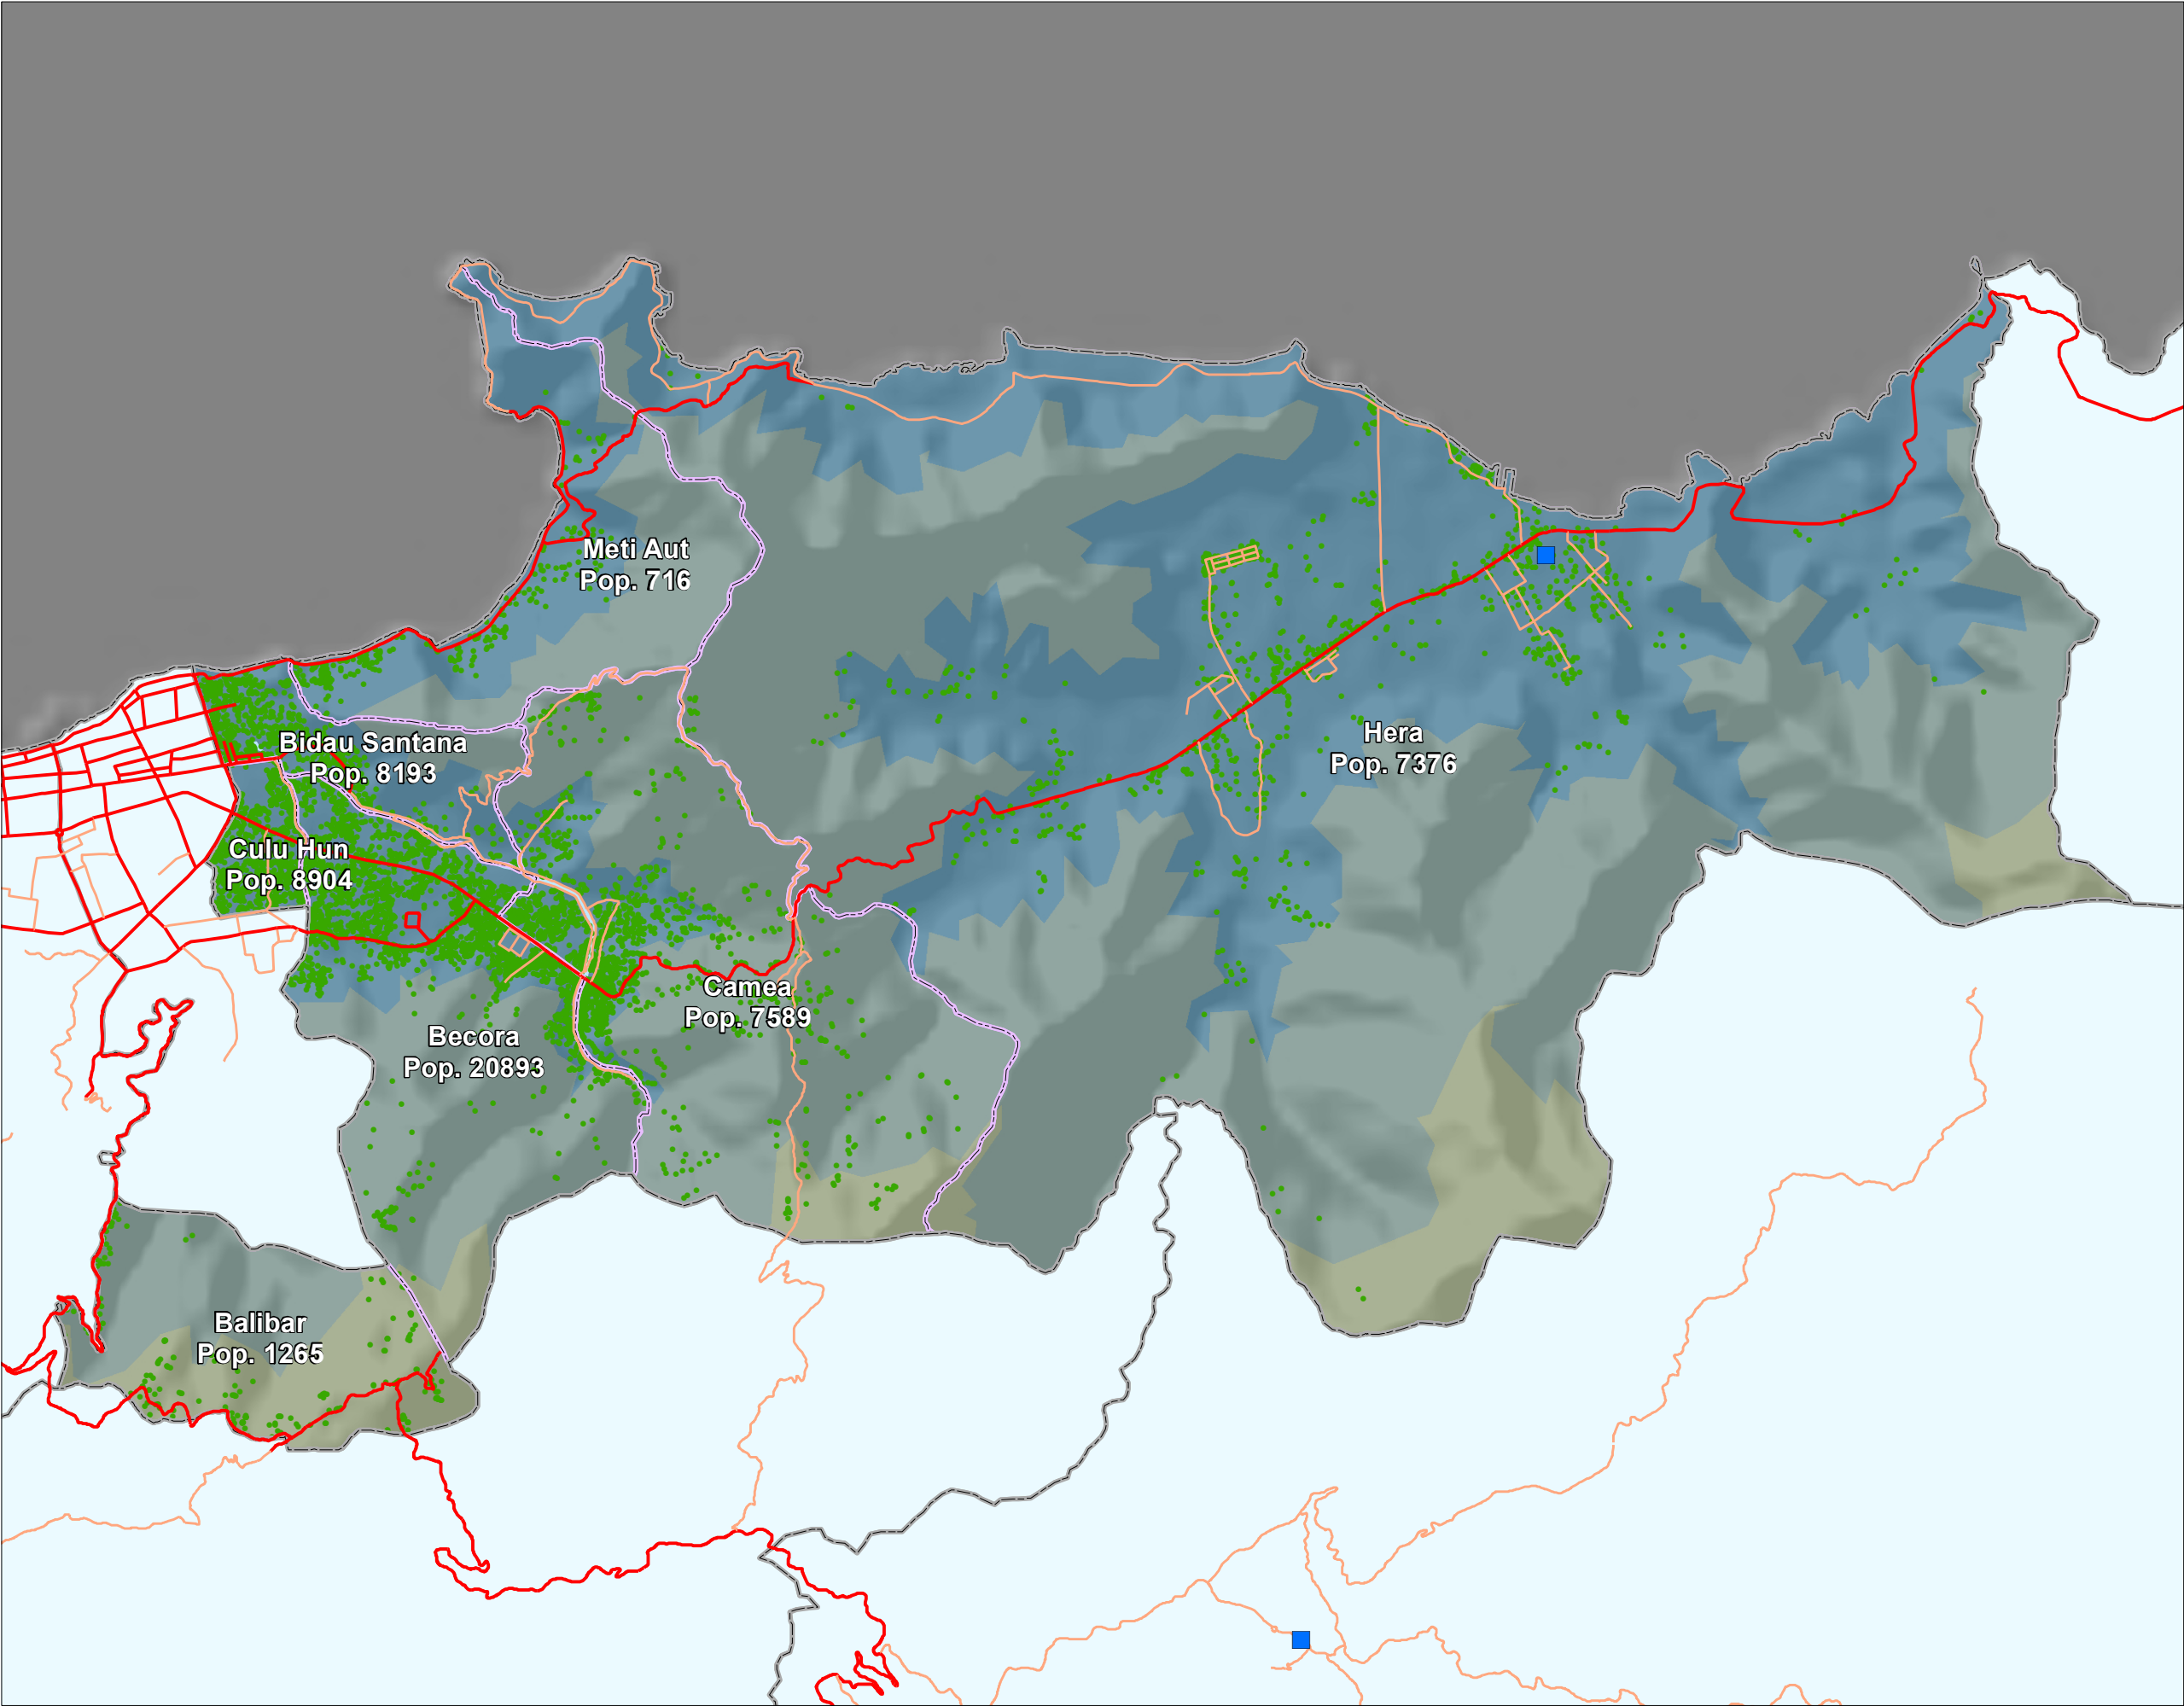 Meti Aut
Pop. 716
Bidau Santana
Pop. 8193
Hera
Pop. 7376
Culu Hun
Pop. 8904
Camea
Pop. 7589
Becora
Pop. 20893
Balibar
Pop. 1265